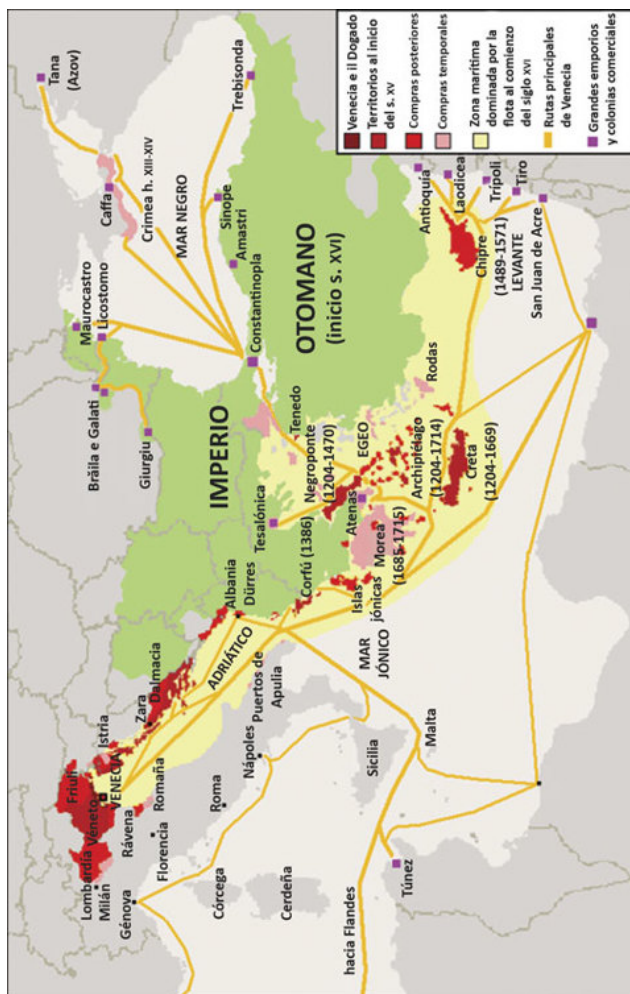 Tana
(Azov)
Caffa
Crimea h. XIII-XIV
MAR NEGRO
Trebisonda
Sinope
Amastri
Constantinopla
Maurocastro
Licostomo
Brăila e Galati
Giurgiu
IMPERIO
OTOMANO
(inicio s. XVI)
Venecia e il Dogado
Territorios al inicio
del s. XV
Compras posteriores
Compras temporales
Zona marítima
dominada por la
flota al comienzo
del siglo XVI
Rutas principales
de Venecia
Grandes emporios
y colonias comerciales
Antioquía
Laodicea
Trípoli
Tiro
Chipre
(1489-1571)
LEVANTE
San Juan de Acre
Rodas
Tenedo
Negroponte
(1204-1470)
EGEO
Tesalónica
Atenas
Archipiélago
(1204-1714)
Creta
(1204-1669)
Morea
(1685-1715)
Corfú (1386)
Islas
jónicas
Albania
Dürres
ADRIÁTICO
Puertos de
Apulia
MAR
JÓNICO
Zara
Dalmacia
Istria
Friuli
Véneto
VENECIA
Lombardía
Milán
Rávena
Romaña
Florencia
Génova
Roma
Nápoles
Córcega
Cerdeña
Sicilia
Malta
Túnez
hacia Flandes